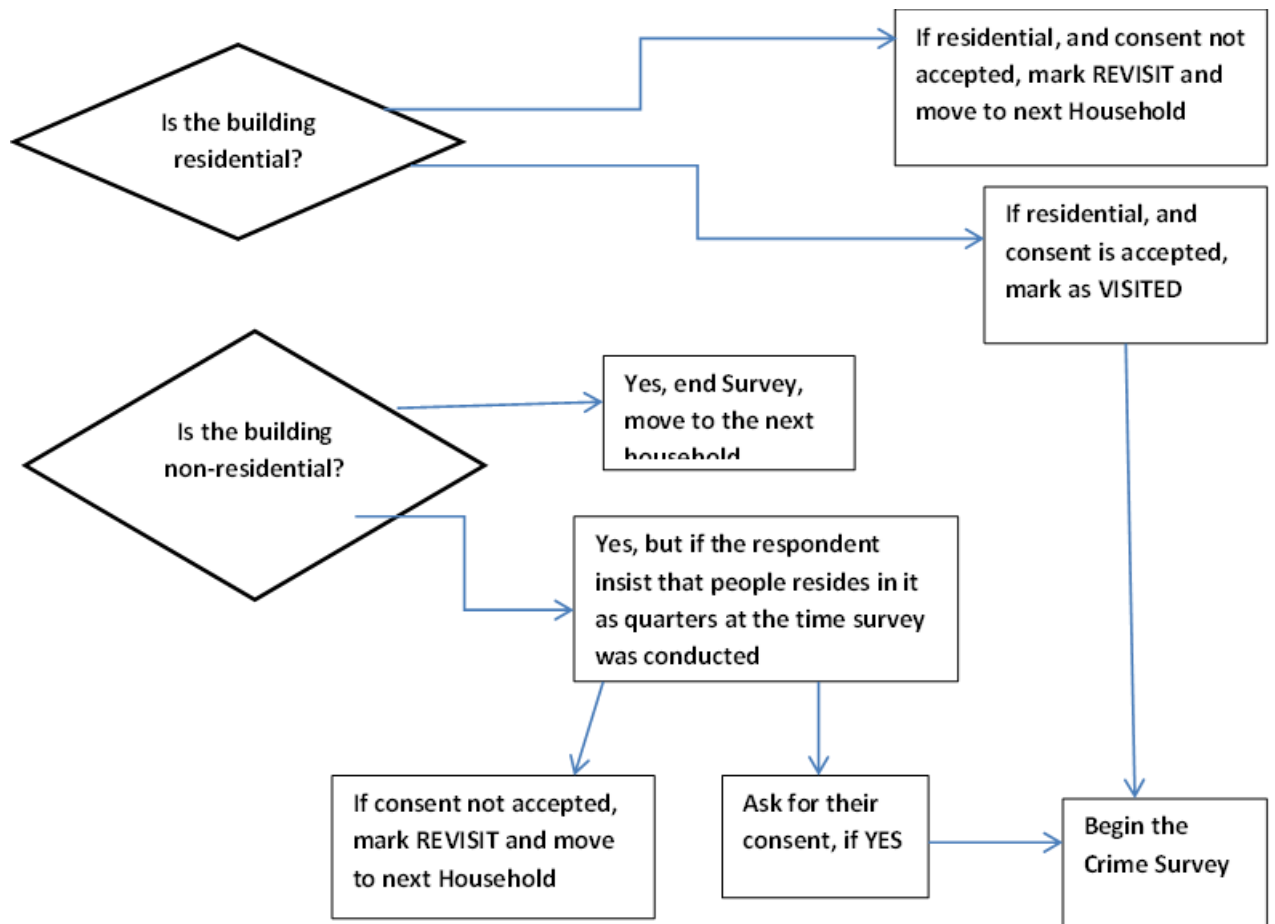 If residential, and consent not
accepted, mark REVISIT and
move to next Household
Is the building
residential?
If residential, and
consent is accepted,
mark as VISITED
Yes, end Survey,
move to the next
household
Is the building
non-residential?
Yes, but if the respondent
insist that people resides in it
as quarters at the time survey
was conducted
If consent not accepted,
mark REVISIT and move
to next Household
Ask for their
consent, if YES
Begin the
Crime Survey